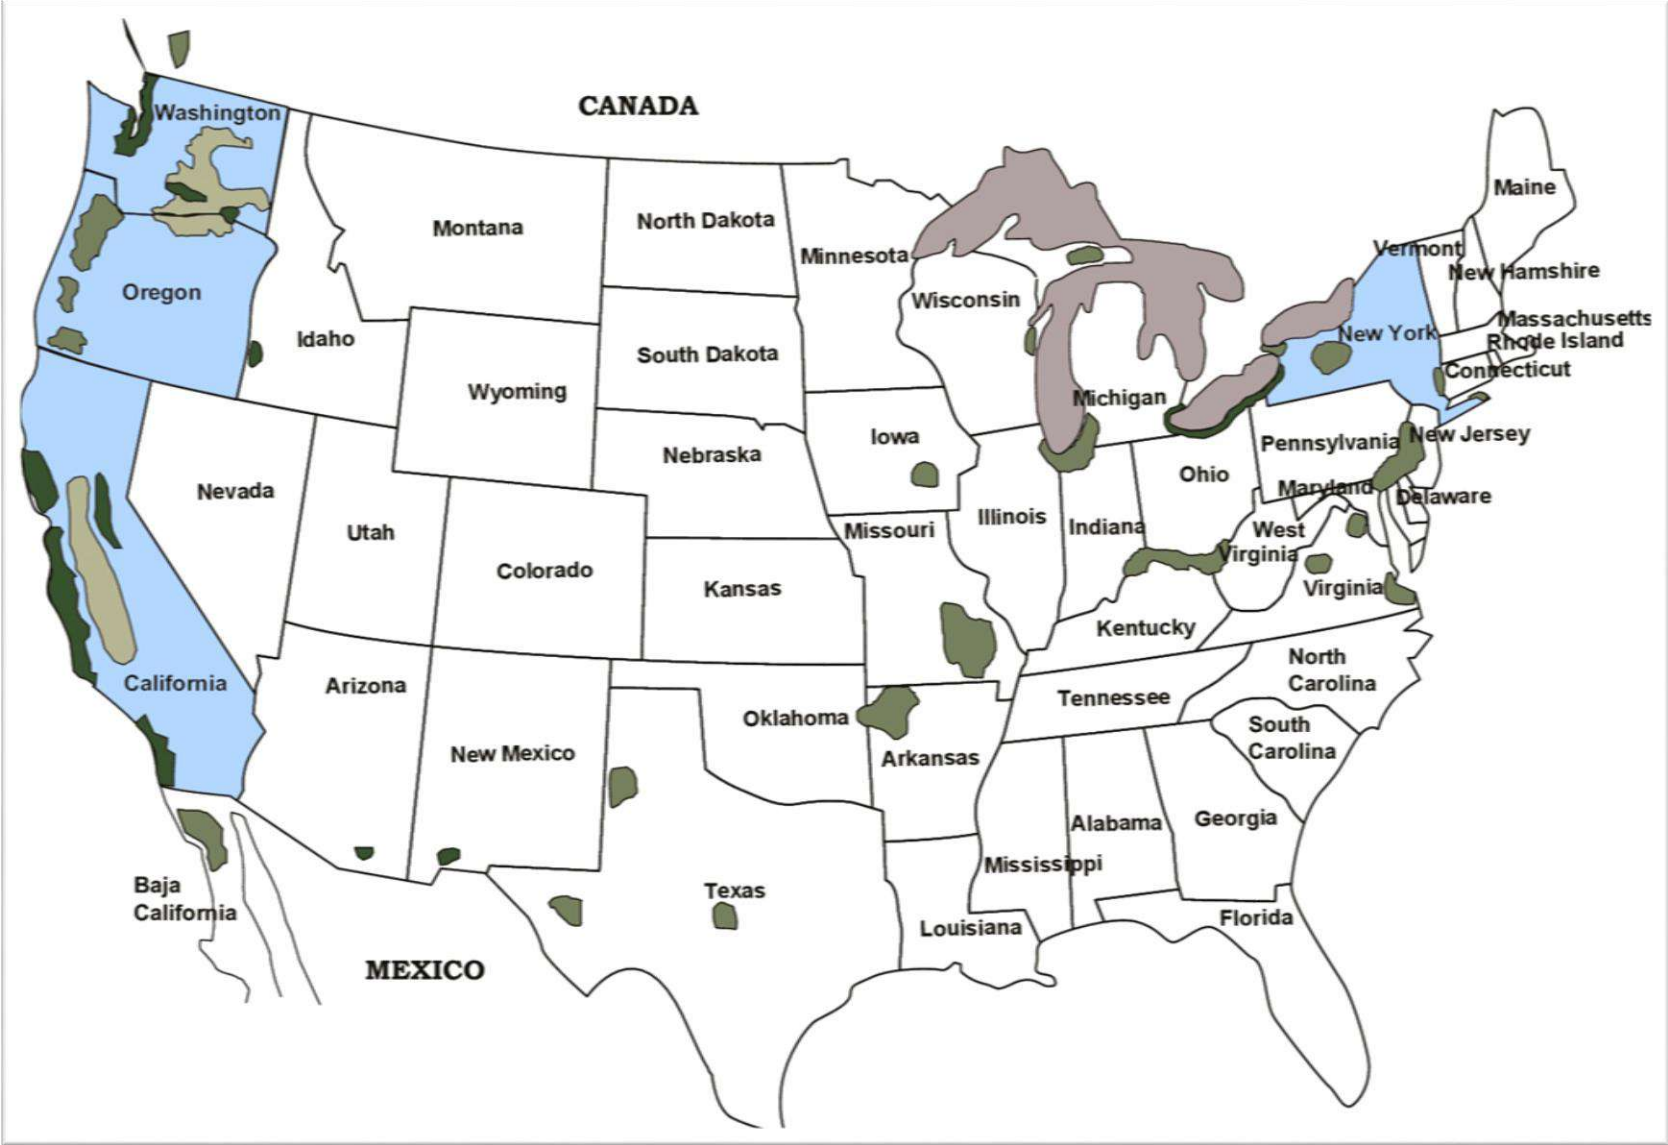 CANADA
Washington
Maine
Montana
North Dakota
Minnesota
Vermont
New Hamshire
Oregon
Wisconsin
Massachusetts
New York
Idaho
Rhode Island
South Dakota
Connecticut
Wyoming
Michigan
Iowa
Pennsylvania
New Jersey
Nebraska
Ohio
Nevada
Maryland
Delaware
Illinois
Indiana
Utah
Missouri
West
Virginia
Colorado
Kansas
Virginia
Kentucky
California
Arizona
North
Carolina
Tennessee
Oklahoma
South
Carolina
New Mexico
Arkansas
Alabama
Georgia
Mississippi
Baja
California
Texas
Louisiana
Florida
MEXICO